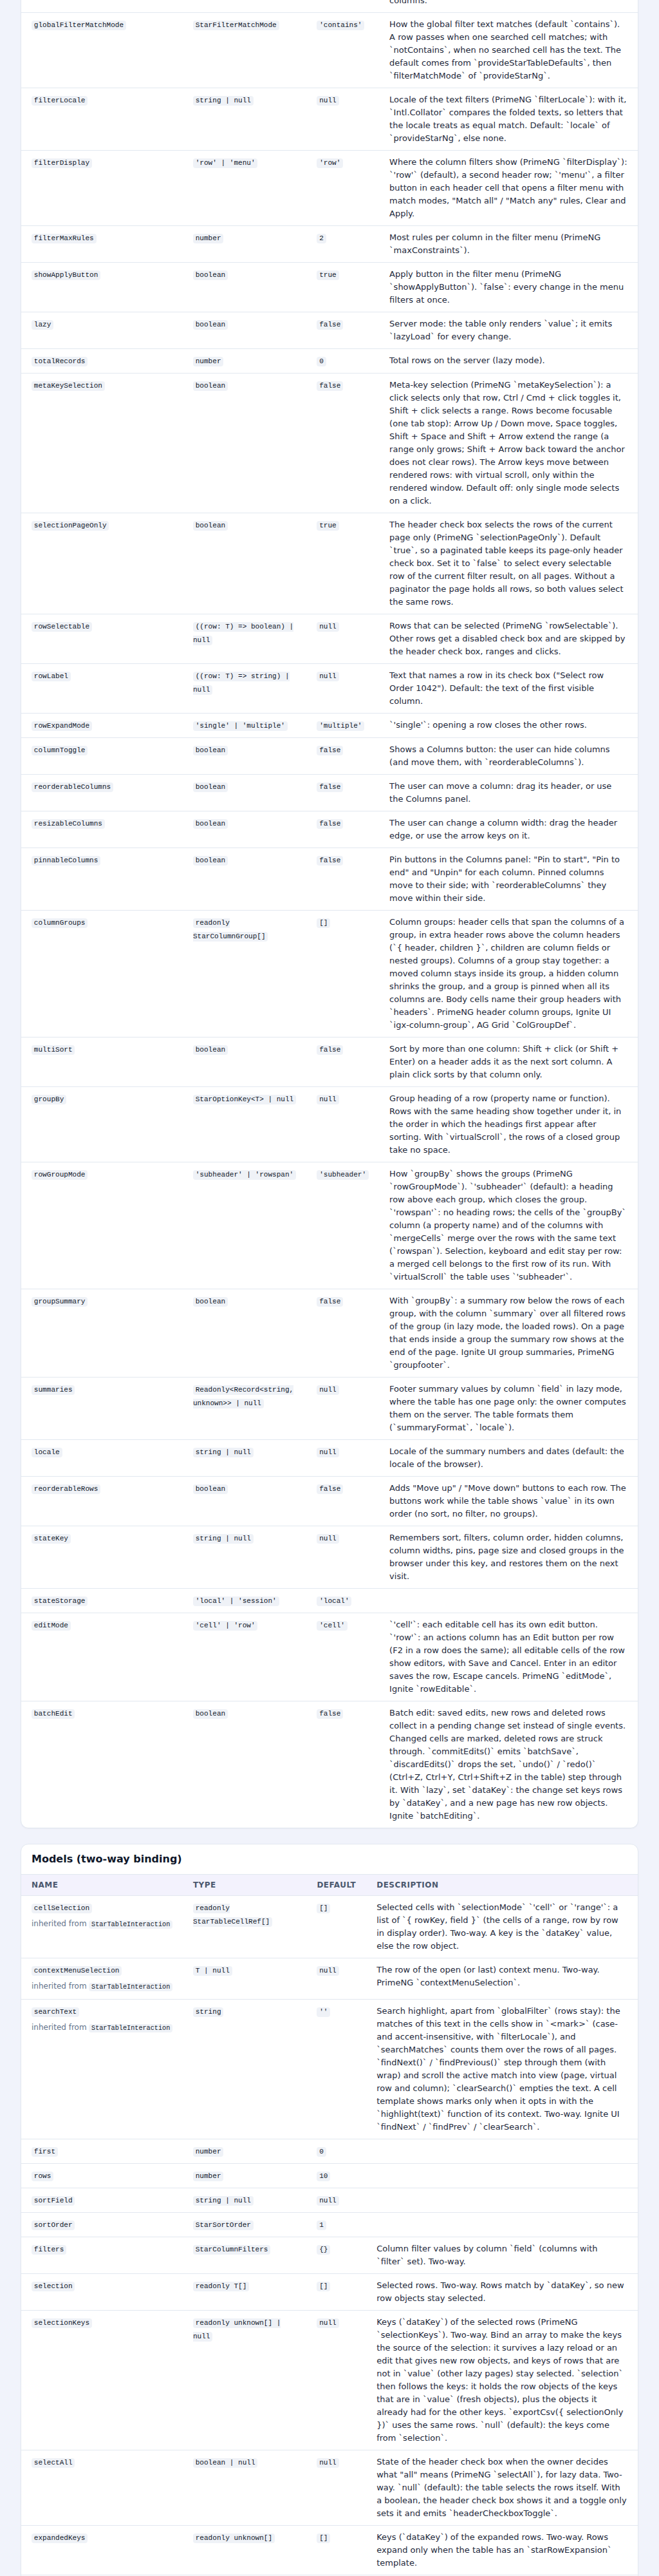 columns.
globalFilterMatchMode StarFilterMatchMode 'contains' How the global filter text matches (default `contains`).
A row passes when one searched cell matches; with
`notContains`, when no searched cell has the text. The
default comes from `provideStarTableDefaults`, then
`filterMatchMode` of `provideStarNg`.
filterLocale string | null null Locale of the text filters (PrimeNG `filterLocale`): with it,
`Intl.Collator` compares the folded texts, so letters that
the locale treats as equal match. Default: `locale` of
`provideStarNg`, else none.
filterDisplay 'row' | 'menu' 'row' Where the column filters show (PrimeNG `filterDisplay`):
`'row'` (default), a second header row; `'menu'`, a filter
button in each header cell that opens a filter menu with
match modes, "Match all" / "Match any" rules, Clear and
Apply.
filterMaxRules number 2 Most rules per column in the filter menu (PrimeNG
`maxConstraints`).
showApplyButton boolean true Apply button in the filter menu (PrimeNG
`showApplyButton`). `false`: every change in the menu
filters at once.
lazy boolean false Server mode: the table only renders `value`; it emits
`lazyLoad` for every change.
totalRecords number 0 Total rows on the server (lazy mode).
metaKeySelection boolean false Meta-key selection (PrimeNG `metaKeySelection`): a
click selects only that row, Ctrl / Cmd + click toggles it,
Shift + click selects a range. Rows become focusable
(one tab stop): Arrow Up / Down move, Space toggles,
Shift + Space and Shift + Arrow extend the range (a
range only grows; Shift + Arrow back toward the anchor
does not clear rows). The Arrow keys move between
rendered rows: with virtual scroll, only within the
rendered window. Default off: only single mode selects
on a click.
selectionPageOnly boolean true The header check box selects the rows of the current
page only (PrimeNG `selectionPageOnly`). Default
`true`, so a paginated table keeps its page-only header
check box. Set it to `false` to select every selectable
row of the current filter result, on all pages. Without a
paginator the page holds all rows, so both values select
the same rows.
rowSelectable ((row: T) => boolean) | null Rows that can be selected (PrimeNG `rowSelectable`).
null Other rows get a disabled check box and are skipped by
the header check box, ranges and clicks.
rowLabel ((row: T) => string) | null Text that names a row in its check box ("Select row
null Order 1042"). Default: the text of the first visible
column.
rowExpandMode 'single' | 'multiple' 'multiple' `'single'`: opening a row closes the other rows.
columnToggle boolean false Shows a Columns button: the user can hide columns
(and move them, with `reorderableColumns`).
reorderableColumns boolean false The user can move a column: drag its header, or use
the Columns panel.
resizableColumns boolean false The user can change a column width: drag the header
edge, or use the arrow keys on it.
pinnableColumns boolean false Pin buttons in the Columns panel: "Pin to start", "Pin to
end" and "Unpin" for each column. Pinned columns
move to their side; with `reorderableColumns` they
move within their side.
columnGroups readonly [] Column groups: header cells that span the columns of a
StarColumnGroup[] group, in extra header rows above the column headers
(`{ header, children }`, children are column fields or
nested groups). Columns of a group stay together: a
moved column stays inside its group, a hidden column
shrinks the group, and a group is pinned when all its
columns are. Body cells name their group headers with
`headers`. PrimeNG header column groups, Ignite UI
`igx-column-group`, AG Grid `ColGroupDef`.
multiSort boolean false Sort by more than one column: Shift + click (or Shift +
Enter) on a header adds it as the next sort column. A
plain click sorts by that column only.
groupBy StarOptionKey<T> | null null Group heading of a row (property name or function).
Rows with the same heading show together under it, in
the order in which the headings first appear after
sorting. With `virtualScroll`, the rows of a closed group
take no space.
rowGroupMode 'subheader' | 'rowspan' 'subheader' How `groupBy` shows the groups (PrimeNG
`rowGroupMode`). `'subheader'` (default): a heading
row above each group, which closes the group.
`'rowspan'`: no heading rows; the cells of the `groupBy`
column (a property name) and of the columns with
`mergeCells` merge over the rows with the same text
(`rowspan`). Selection, keyboard and edit stay per row:
a merged cell belongs to the first row of its run. With
`virtualScroll` the table uses `'subheader'`.
groupSummary boolean false With `groupBy`: a summary row below the rows of each
group, with the column `summary` over all filtered rows
of the group (in lazy mode, the loaded rows). On a page
that ends inside a group the summary row shows at the
end of the page. Ignite UI group summaries, PrimeNG
`groupfooter`.
summaries Readonly<Record<string, null Footer summary values by column `field` in lazy mode,
unknown>> | null where the table has one page only: the owner computes
them on the server. The table formats them
(`summaryFormat`, `locale`).
locale string | null null Locale of the summary numbers and dates (default: the
locale of the browser).
reorderableRows boolean false Adds "Move up" / "Move down" buttons to each row. The
buttons work while the table shows `value` in its own
order (no sort, no filter, no groups).
stateKey string | null null Remembers sort, filters, column order, hidden columns,
column widths, pins, page size and closed groups in the
browser under this key, and restores them on the next
visit.
stateStorage 'local' | 'session' 'local'
editMode 'cell' | 'row' 'cell' `'cell'`: each editable cell has its own edit button.
`'row'`: an actions column has an Edit button per row
(F2 in a row does the same); all editable cells of the row
show editors, with Save and Cancel. Enter in an editor
saves the row, Escape cancels. PrimeNG `editMode`,
Ignite `rowEditable`.
batchEdit boolean false Batch edit: saved edits, new rows and deleted rows
collect in a pending change set instead of single events.
Changed cells are marked, deleted rows are struck
through. `commitEdits()` emits `batchSave`,
`discardEdits()` drops the set, `undo()` / `redo()`
(Ctrl+Z, Ctrl+Y, Ctrl+Shift+Z in the table) step through
it. With `lazy`, set `dataKey`: the change set keys rows
by `dataKey`, and a new page has new row objects.
Ignite `batchEditing`.
Models (two-way binding)
NAME TYPE DEFAULT DESCRIPTION
cellSelection readonly [] Selected cells with `selectionMode` `'cell'` or `'range'`: a
inherited from StarTableInteraction StarTableCellRef[] list of `{ rowKey, field }` (the cells of a range, row by row
in display order). Two-way. A key is the `dataKey` value,
else the row object.
contextMenuSelection T | null null The row of the open (or last) context menu. Two-way.
inherited from StarTableInteraction PrimeNG `contextMenuSelection`.
searchText string '' Search highlight, apart from `globalFilter` (rows stay): the
inherited from StarTableInteraction matches of this text in the cells show in `<mark>` (case-
and accent-insensitive, with `filterLocale`), and
`searchMatches` counts them over the rows of all pages.
`findNext()` / `findPrevious()` step through them (with
wrap) and scroll the active match into view (page, virtual
row and column); `clearSearch()` empties the text. A cell
template shows marks only when it opts in with the
`highlight(text)` function of its context. Two-way. Ignite UI
`findNext` / `findPrev` / `clearSearch`.
first number 0
rows number 10
sortField string | null null
sortOrder StarSortOrder 1
filters StarColumnFilters {} Column filter values by column `field` (columns with
`filter` set). Two-way.
selection readonly T[] [] Selected rows. Two-way. Rows match by `dataKey`, so new
row objects stay selected.
selectionKeys readonly unknown[] | null Keys (`dataKey`) of the selected rows (PrimeNG
null `selectionKeys`). Two-way. Bind an array to make the keys
the source of the selection: it survives a lazy reload or an
edit that gives new row objects, and keys of rows that are
not in `value` (other lazy pages) stay selected. `selection`
then follows the keys: it holds the row objects of the keys
that are in `value` (fresh objects), plus the objects it
already had for the other keys. `exportCsv({ selectionOnly
})` uses the same rows. `null` (default): the keys come
from `selection`.
selectAll boolean | null null State of the header check box when the owner decides
what "all" means (PrimeNG `selectAll`), for lazy data. Two-
way. `null` (default): the table selects the rows itself. With
a boolean, the header check box shows it and a toggle only
sets it and emits `headerCheckboxToggle`.
expandedKeys readonly unknown[] [] Keys (`dataKey`) of the expanded rows. Two-way. Rows
expand only when the table has an `starRowExpansion`
template.